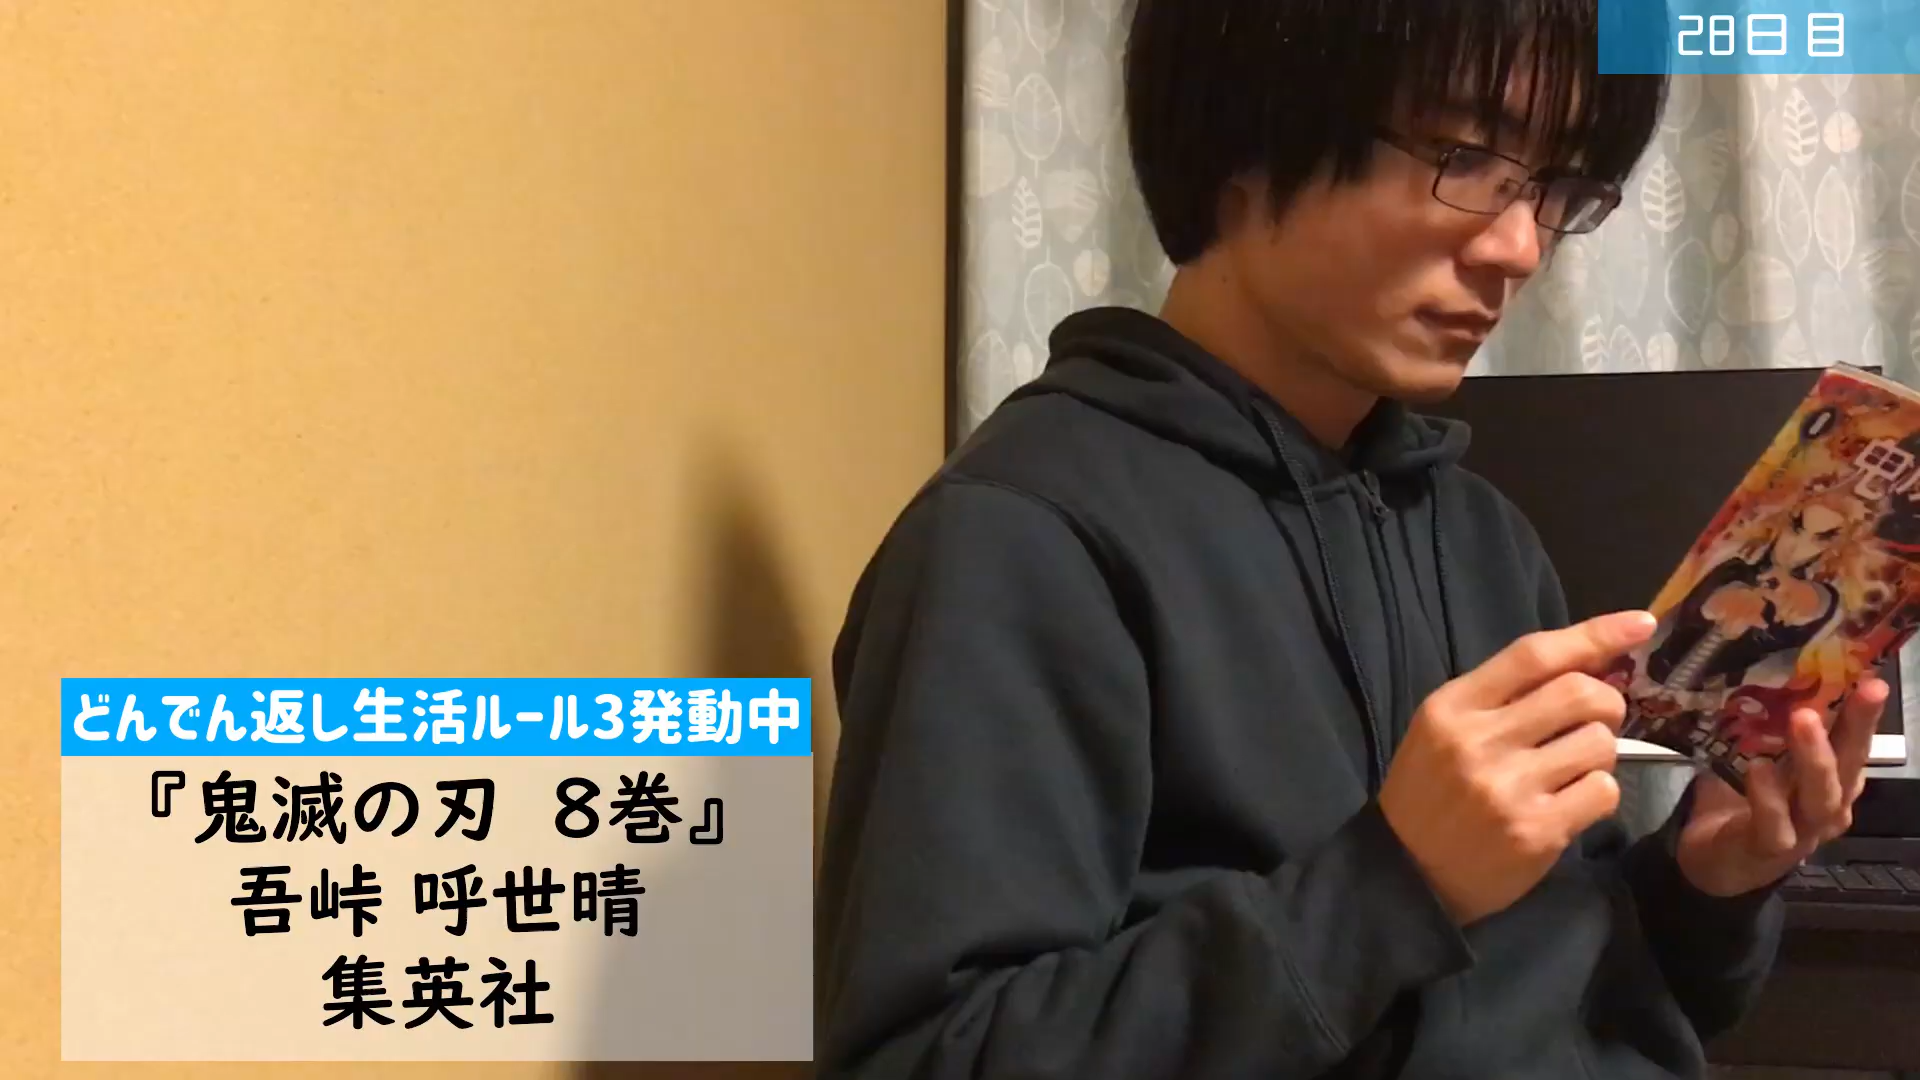 28日目
どんでん返し生活ルール3発動中
『鬼滅の刃 8巻』
吾峠 呼世晴
集英社
鬼